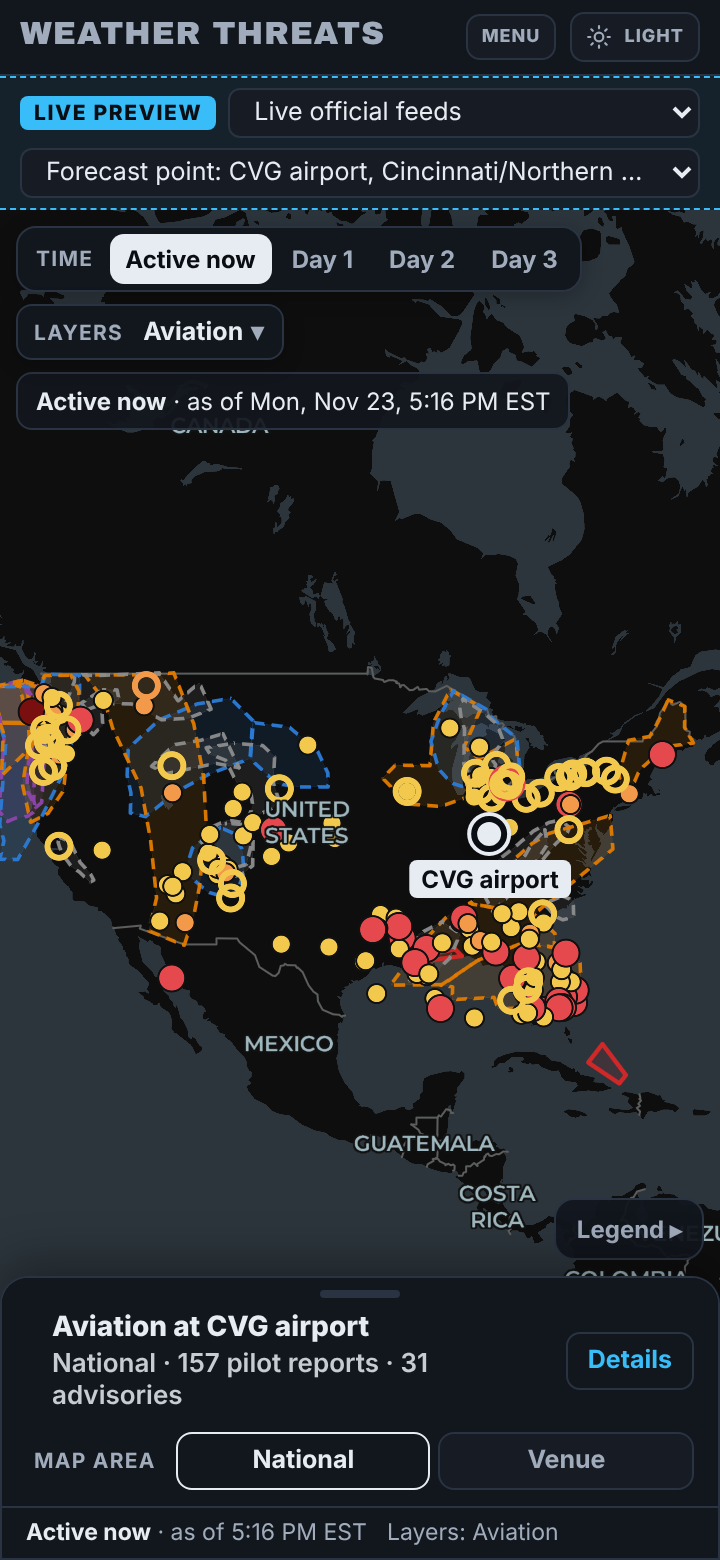 WEATHER THREATS
MENU
LIGHT
LIVE PREVIEW
Live official feeds
Forecast point: CVG airport, Cincinnati/Northern ...
TIME
Active now
Day 1
Day 2
Day 3
LAYERS
Aviation ▾
Active now · as of Mon, Nov 23, 5:16 PM EST
CANADA
UNITED
STATES
CVG airport
MEXICO
GUATEMALA
COSTA
RICA
Legend ▸
COLOMBIA
Aviation at CVG airport
National · 157 pilot reports · 31
advisories
Details
MAP AREA
National
Venue
Active now · as of 5:16 PM EST
Layers: Aviation